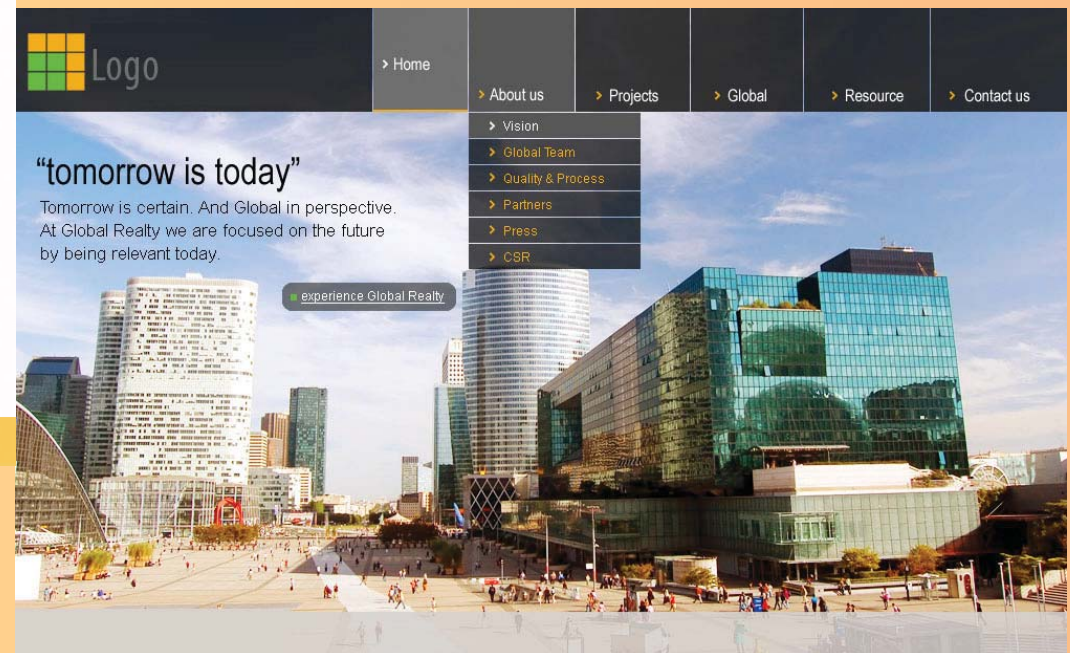 Logo
Home
About us
Projects
Global
Resource
Contact us
Vision
Global Team
Quality & Process
Partners
Press
CSR
“tomorrow is today”
Tomorrow is certain. And Global in perspective.
At Global Realty we are focused on the future
by being relevant today.
experience Global Realty